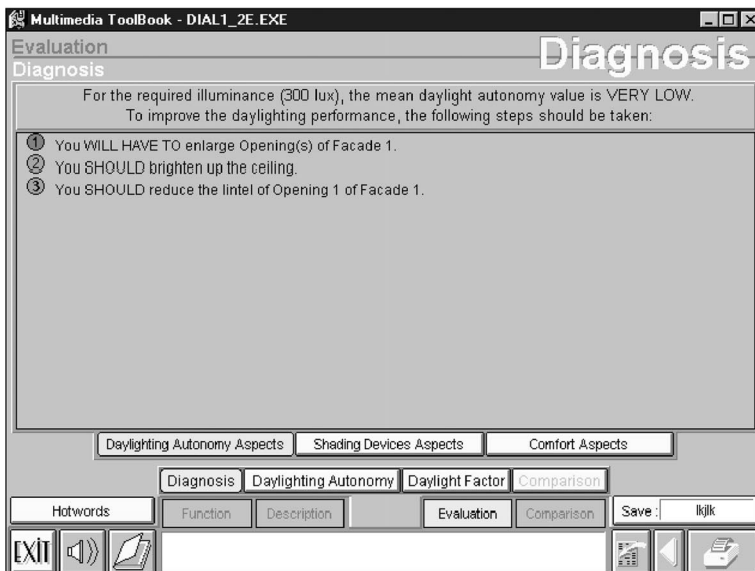 Multimedia ToolBook - DIAL1_2E.EXE
Evaluation
Diagnosis
Diagnosis
For the required illuminance (300 lux), the mean daylight autonomy value is VERY LOW.
To improve the daylighting performance, the following steps should be taken:
1 You WILL HAVE TO enlarge Opening(s) of Facade 1.
2 You SHOULD brighten up the ceiling.
3 You SHOULD reduce the lintel of Opening 1 of Facade 1.
Daylighting Autonomy Aspects Shading Devices Aspects Comfort Aspects
Diagnosis Daylighting Autonomy Daylight Factor Comparison
Hotwords Function Description Evaluation Comparison Save : lkjlk
EXIT